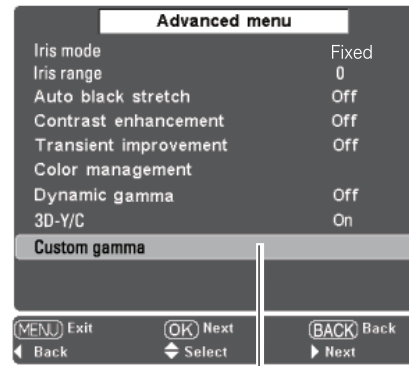 Advanced menu
Iris mode Fixed
Iris range 0
Auto black stretch Off
Contrast enhancement Off
Transient improvement Off
Color management
Dynamic gamma Off
3D-Y/C On
Custom gamma
MENU Exit OK Next BACK Back
Back Select Next